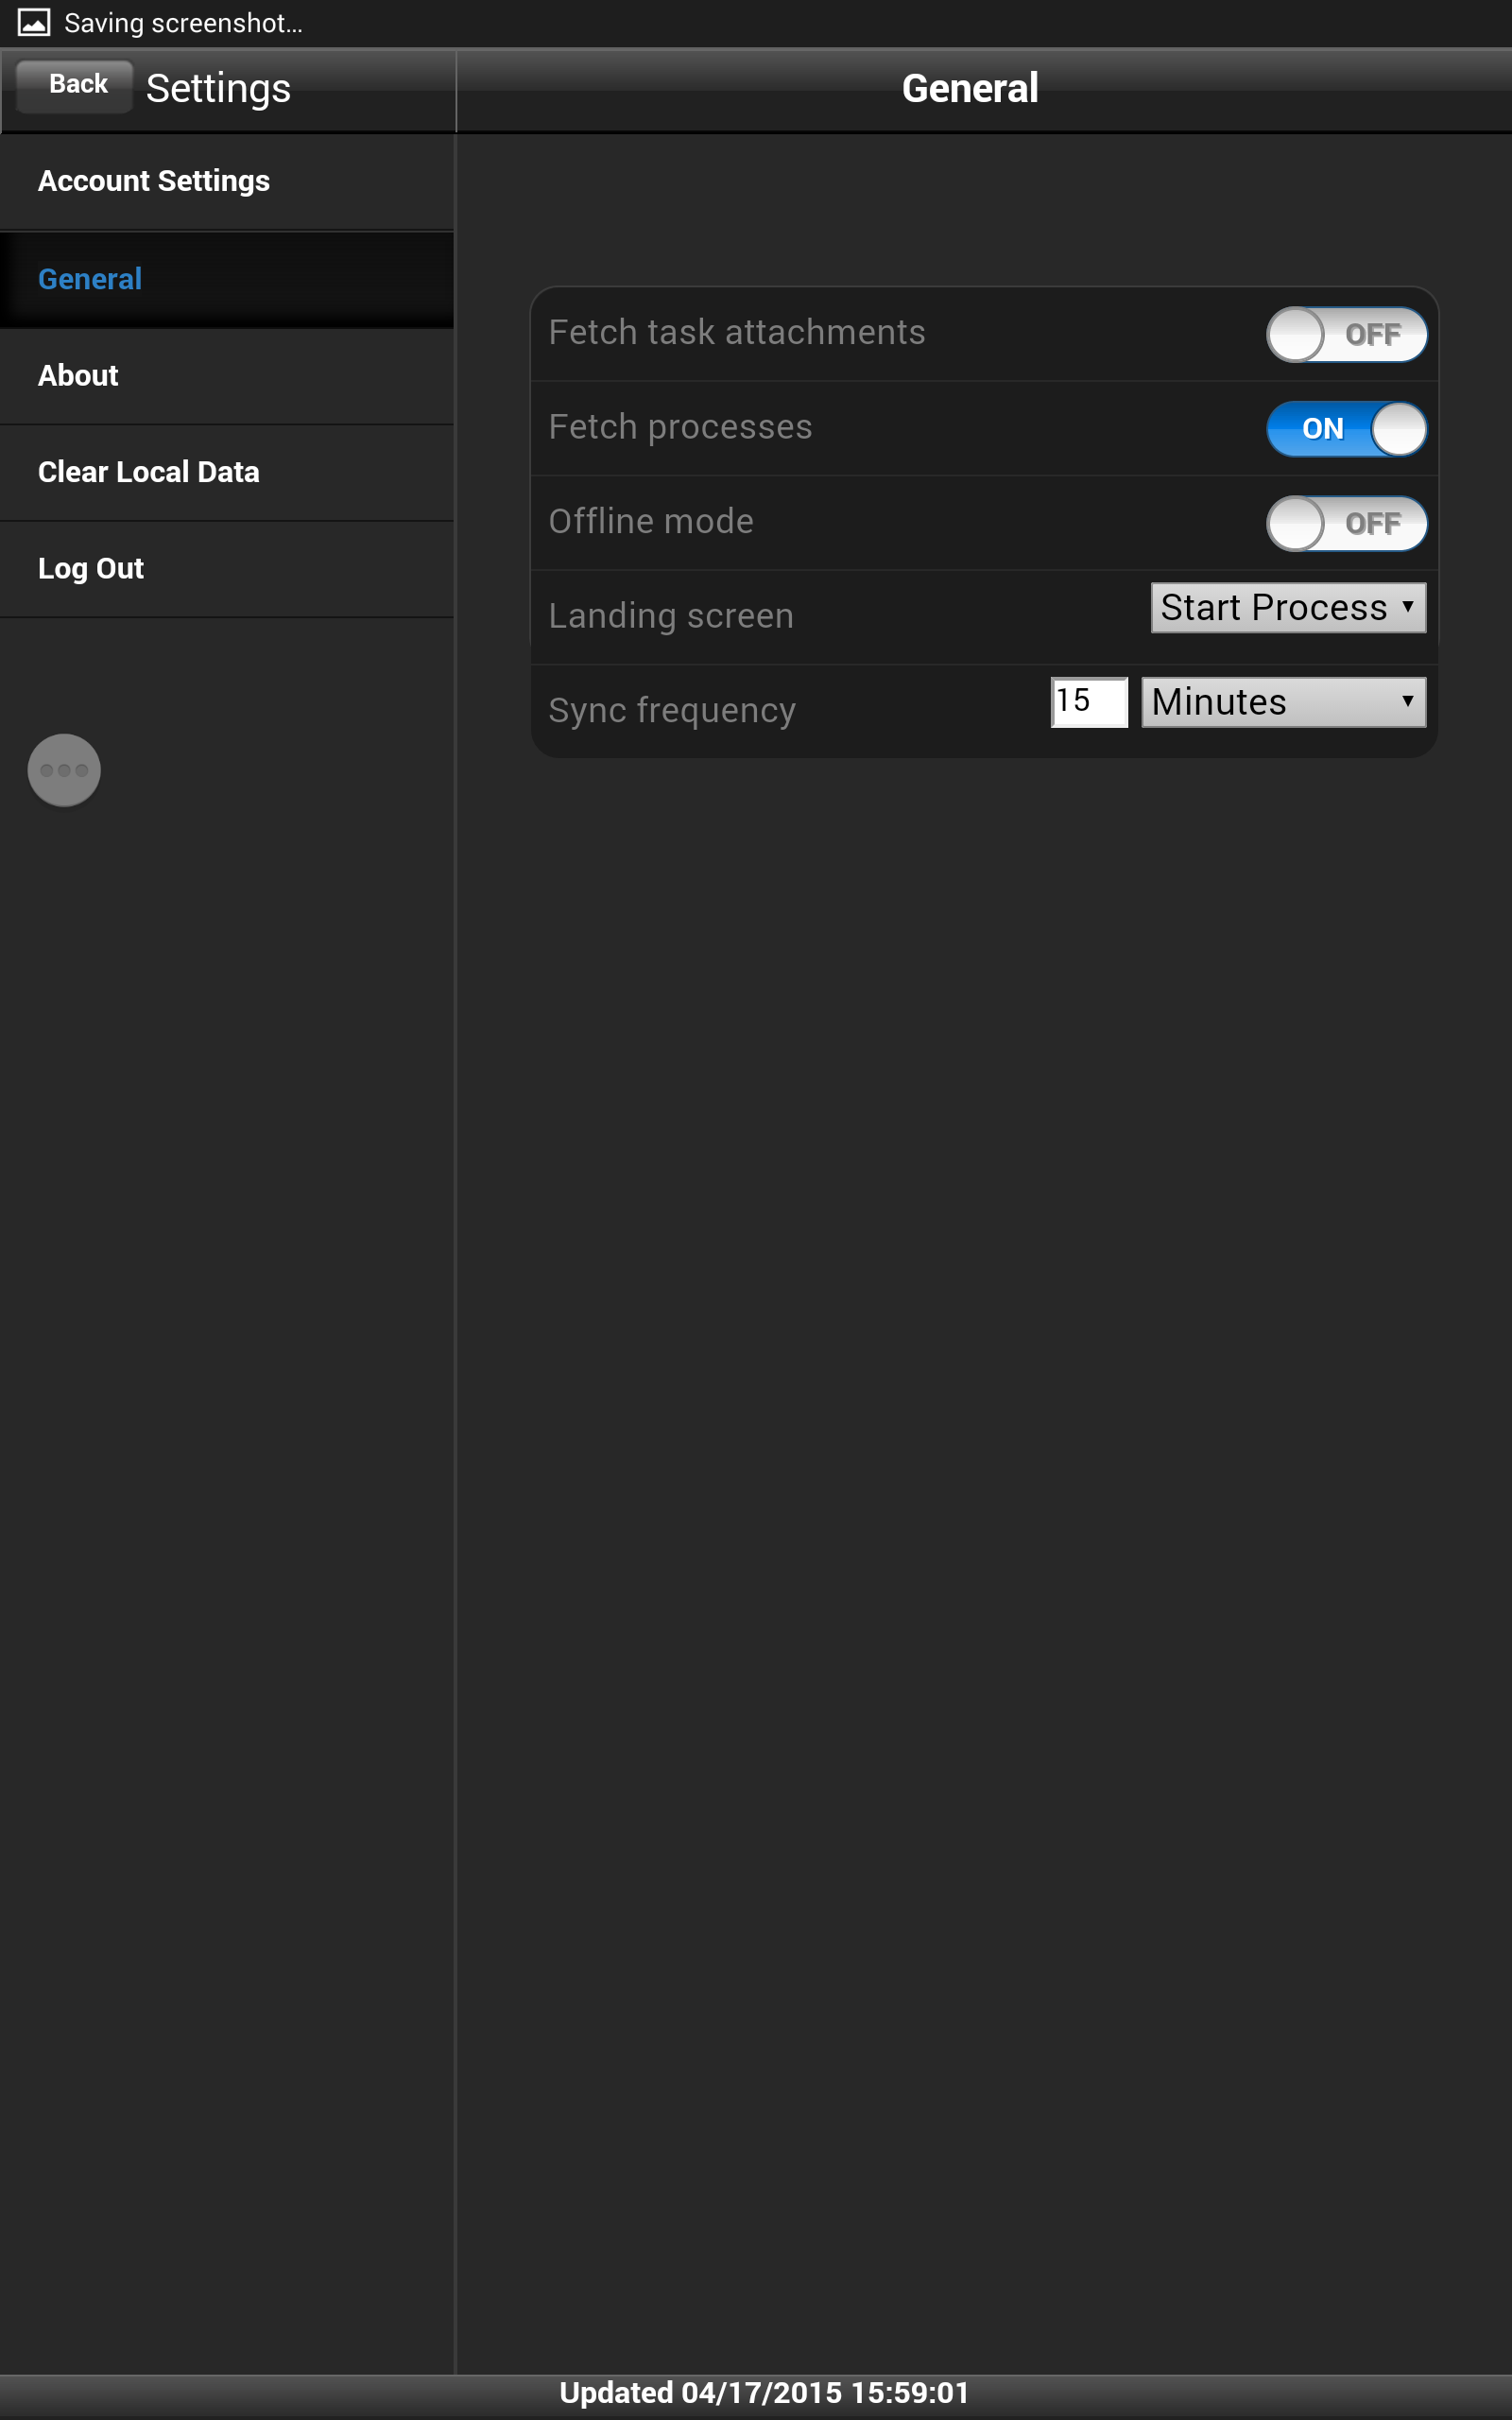 Saving screenshot...
Back Settings
General
Account Settings
General
About
Clear Local Data
Log Out
Fetch task attachments OFF
Fetch processes ON
Offline mode OFF
Landing screen Start Process
Sync frequency 15 Minutes
Updated 04/17/2015 15:59:01